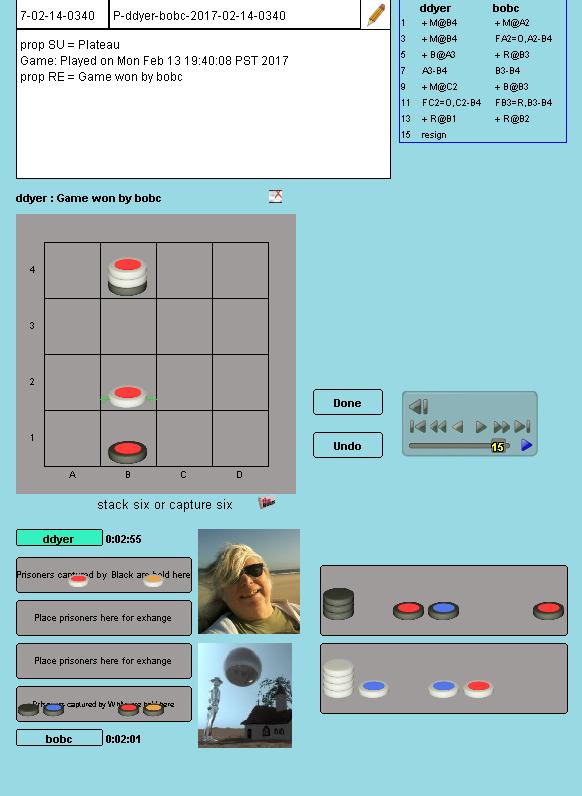 7-02-14-0340 P-ddyer-bobc-2017-02-14-0340
prop SU = Plateau
Game: Played on Mon Feb 13 19:40:08 PST 2017
prop RE = Game won by bobc
ddyer bobc
1 + M@B4 + M@A2
3 + M@B4 FA2=O,A2-B4
5 + B@A3 + R@B3
7 A3-B4 B3-B4
9 + M@C2 + B@B3
11 FC2=O,C2-B4 FB3=R,B3-B4
13 + R@B1 + R@B2
15 resign
ddyer : Game won by bobc
4
3
2
1
A B C D
Done
Undo
15
stack six or capture six
ddyer 0:02:55
Prisoners captured by Black are held here
Place prisoners here for exhange
Place prisoners here for exhange
captured by held here
bobc 0:02:01